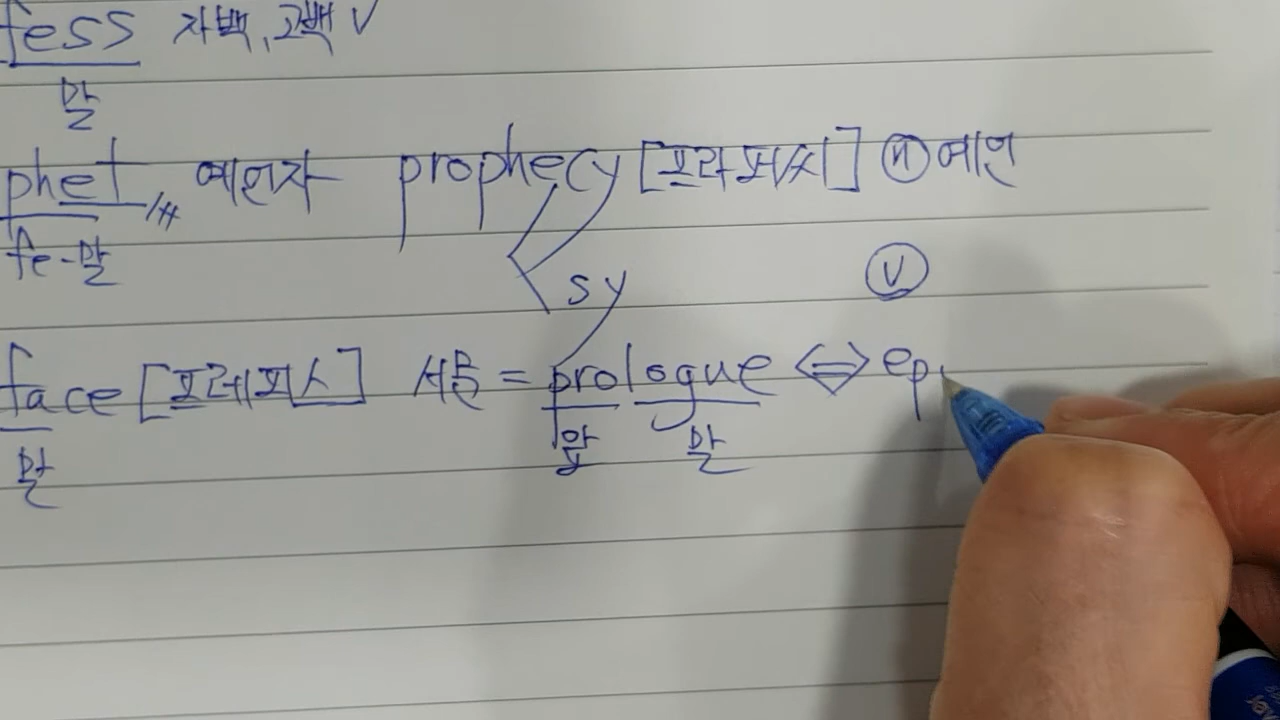 fess 자백, 고백 V
말
phet 예언자 prophecy [프라퍼시] ⓝ 예언
fe-말
sy ⓥ
face [프레피스] 서문 = prologue ⇔ ep
말 앞 말